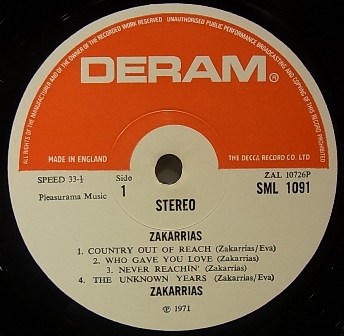 ALL RIGHTS OF THE MANUFACTURER AND OF THE OWNER OF THE RECORDED WORK RESERVED UNAUTHORISED PUBLIC PERFORMANCE BROADCASTING AND COPYING OF THIS RECORD PROHIBITED
DERAM®
MADE IN ENGLAND
THE DECCA RECORD CO. LTD
SPEED 33-⅓
Side
1
ZAL 10726P
SML 1091
Pleasurama Music
STEREO
ZAKARRIAS
1. COUNTRY OUT OF REACH (Zakarrias/Eva)
2. WHO GAVE YOU LOVE (Zakarrias)
3. NEVER REACHIN' (Zakarrias)
4. THE UNKNOWN YEARS (Zakarrias/Eva)
ZAKARRIAS
℗ 1971